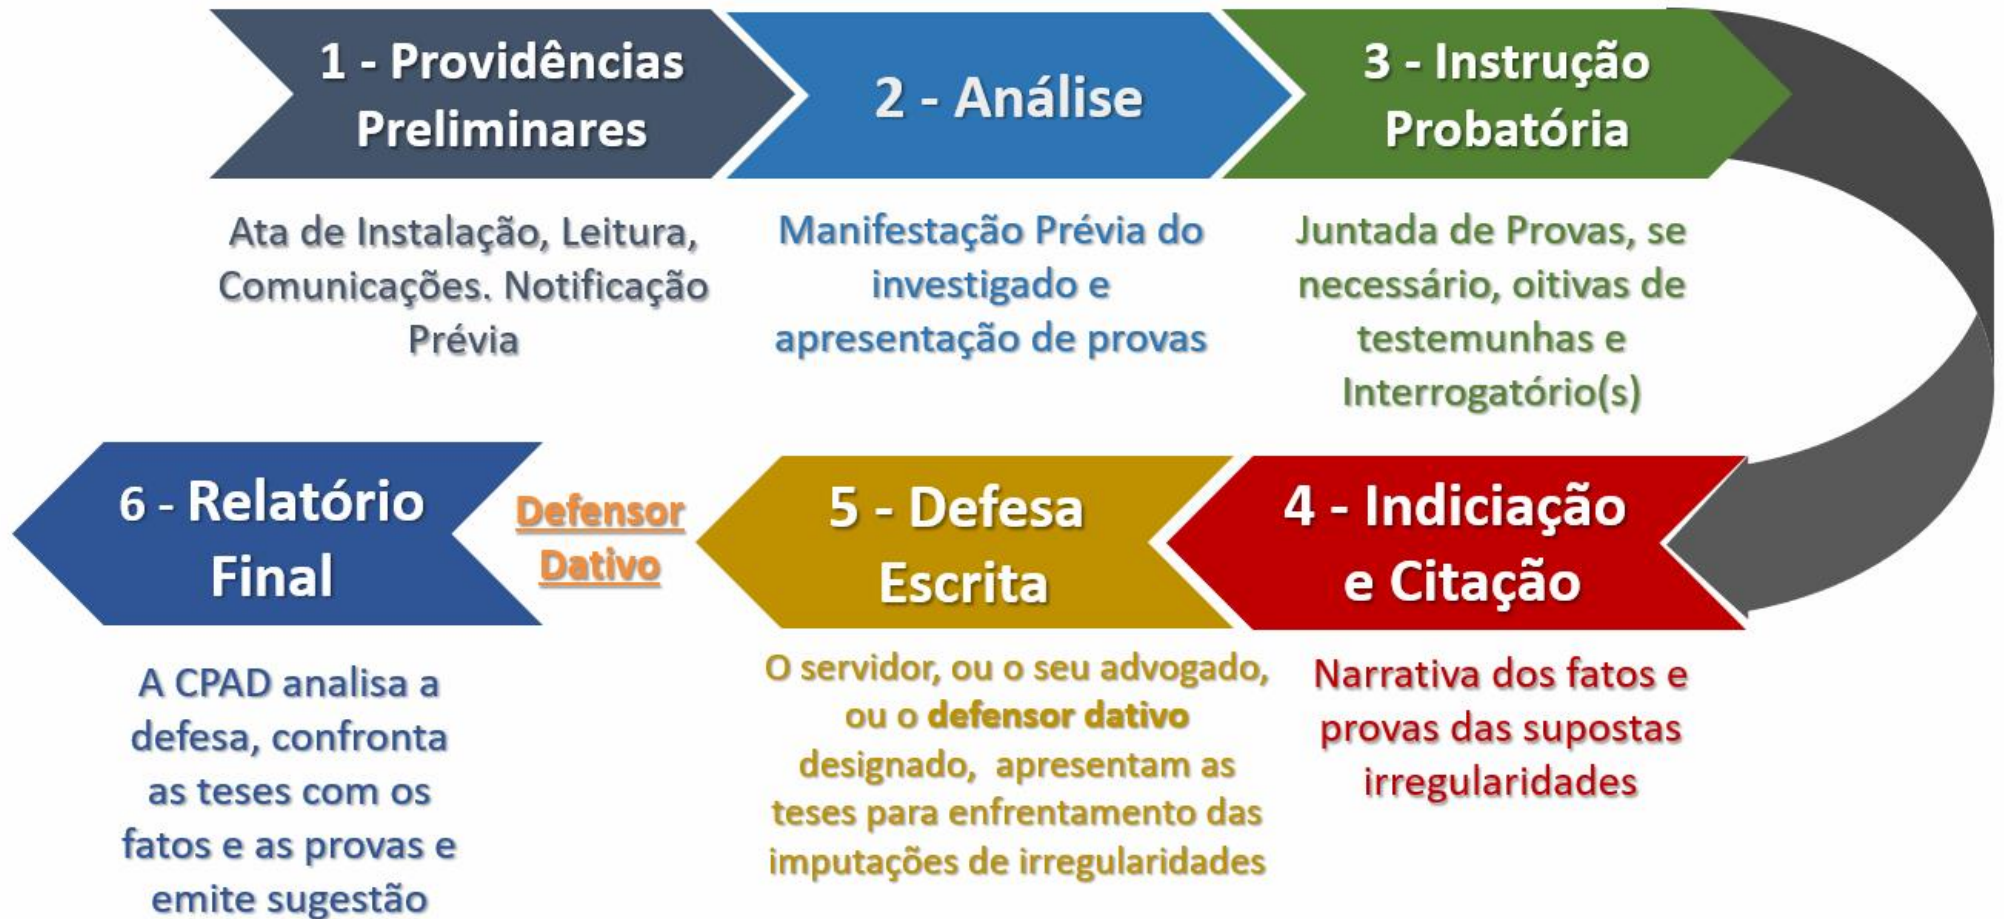 1 - Providências
Preliminares
2 - Análise
3 - Instrução
Probatória
Ata de Instalação, Leitura,
Comunicações. Notificação
Prévia
Manifestação Prévia do
investigado e
apresentação de provas
Juntada de Provas, se
necessário, oitivas de
testemunhas e
Interrogatório(s)
4 - Indiciação
e Citação
Narrativa dos fatos e
provas das supostas
irregularidades
5 - Defesa
Escrita
O servidor, ou o seu advogado,
ou o defensor dativo
designado, apresentam as
teses para enfrentamento das
imputações de irregularidades
Defensor
Dativo
6 - Relatório
Final
A CPAD analisa a
defesa, confronta
as teses com os
fatos e as provas e
emite sugestão